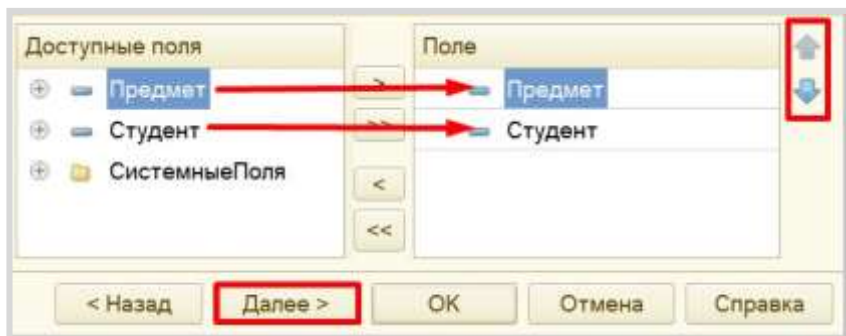 Доступные поля
Поле
Предмет
>
Предмет
Студент
>>
Студент
СистемныеПоля
<
<<
< Назад
Далее >
OK
Отмена
Справка